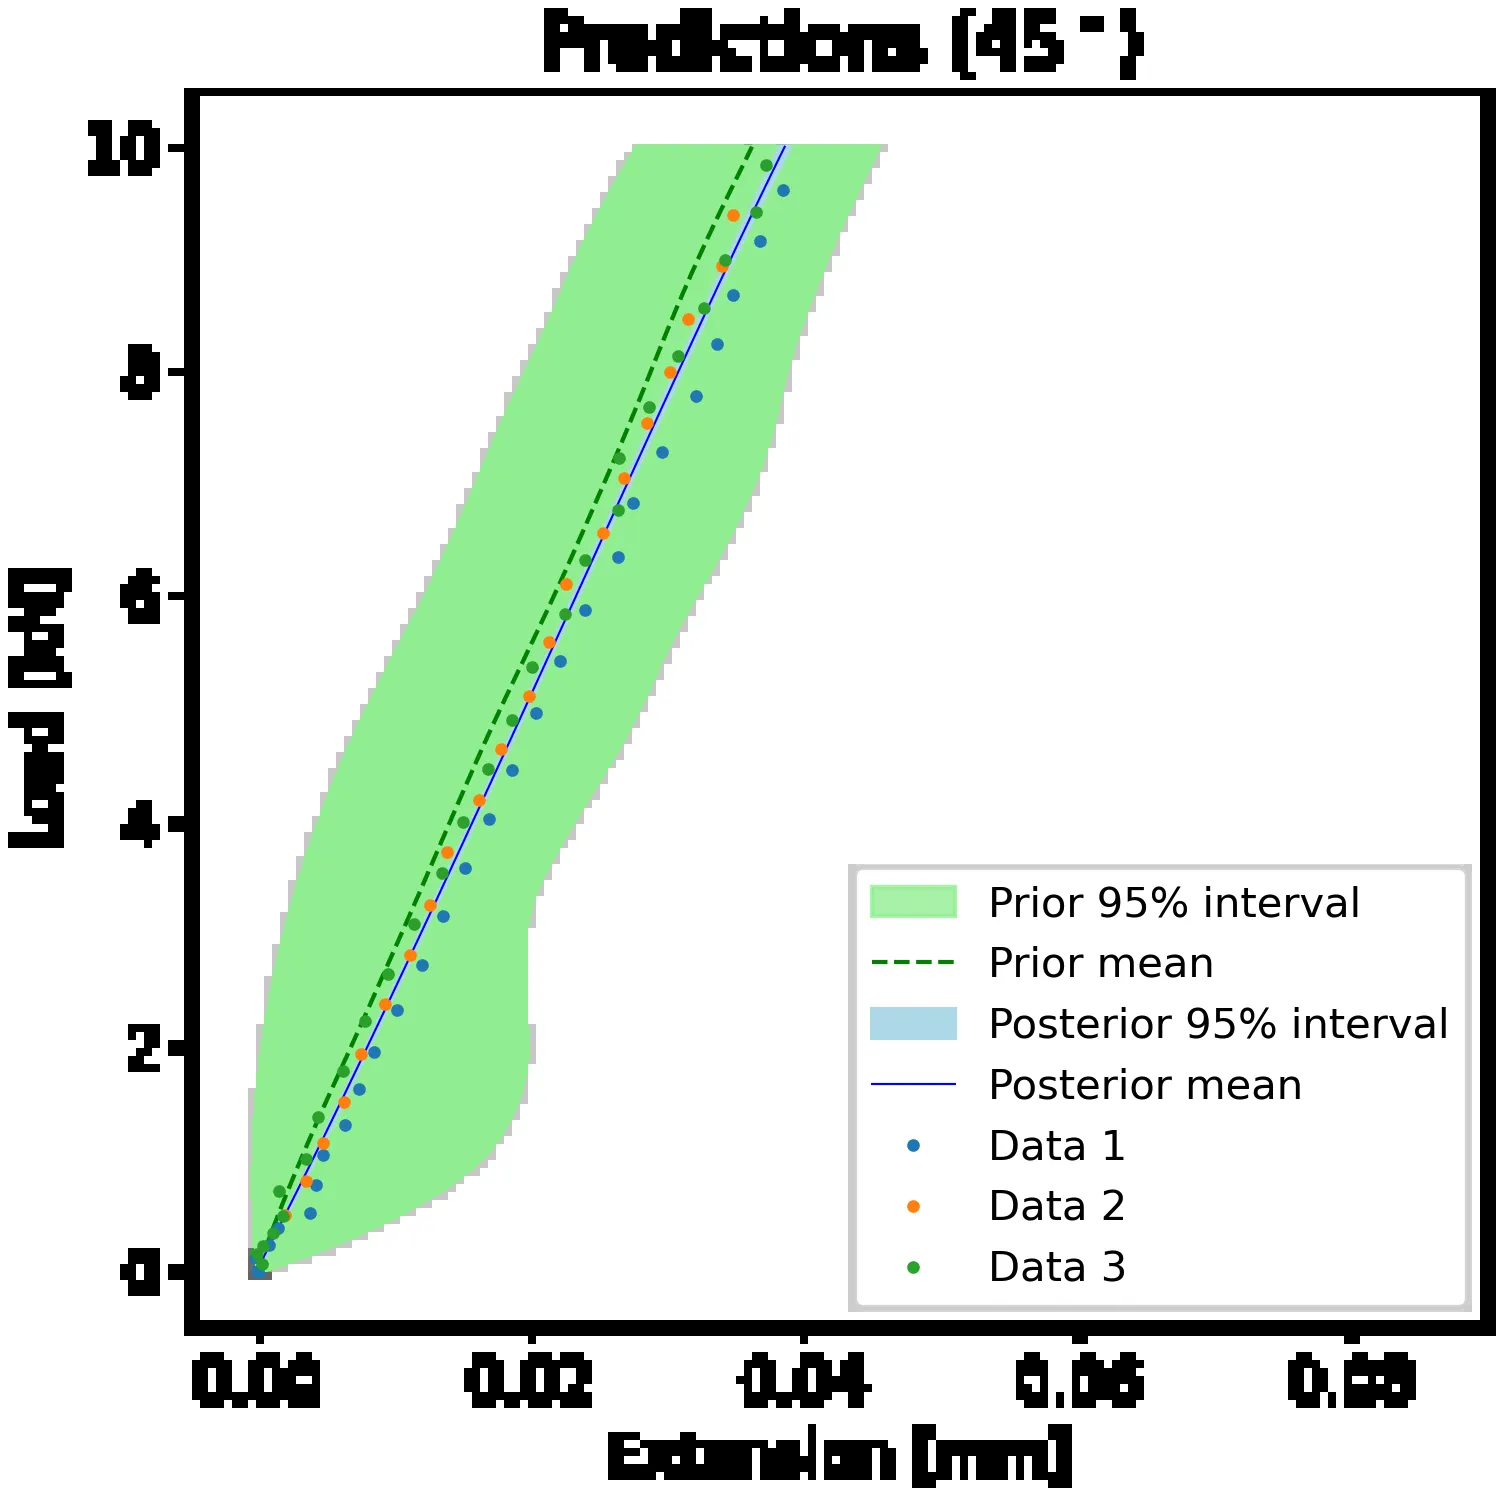 Predictions (45°)
10
8
6
4
2
0
Load [kN]
Prior 95% interval
Prior mean
Posterior 95% interval
Posterior mean
Data 1
Data 2
Data 3
0.00 0.02 0.04 0.06 0.08
Extension [mm]